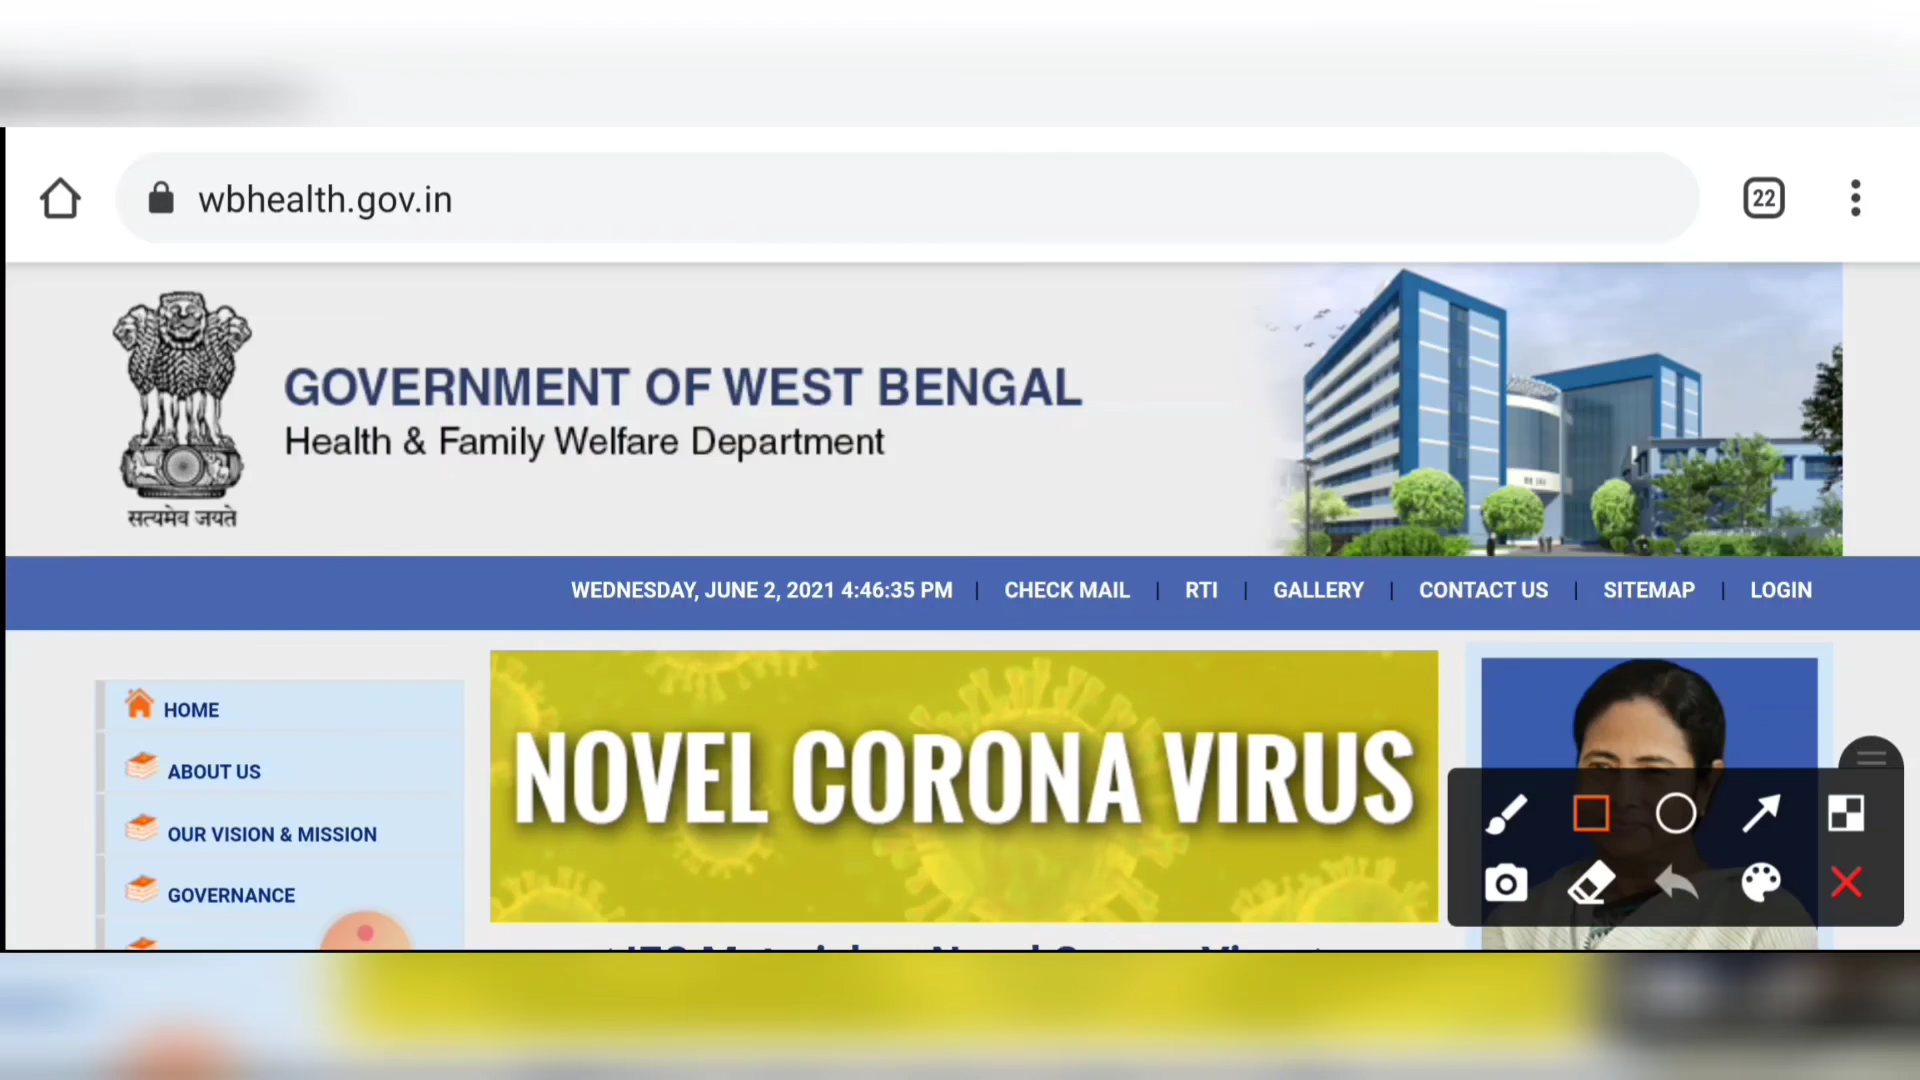 wbhealth.gov.in
22
GOVERNMENT OF WEST BENGAL
Health & Family Welfare Department
सत्यमेव जयते
WEDNESDAY, JUNE 2, 2021 4:46:35 PM | CHECK MAIL | RTI | GALLERY | CONTACT US | SITEMAP | LOGIN
HOME
ABOUT US
OUR VISION & MISSION
GOVERNANCE
NOVEL CORONA VIRUS